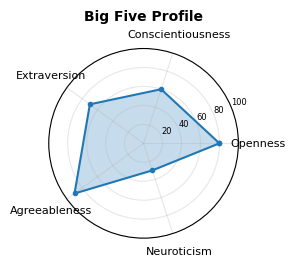 Big Five Profile
Conscientiousness
Extraversion
100
80
60
40
20
Openness
Agreeableness
Neuroticism